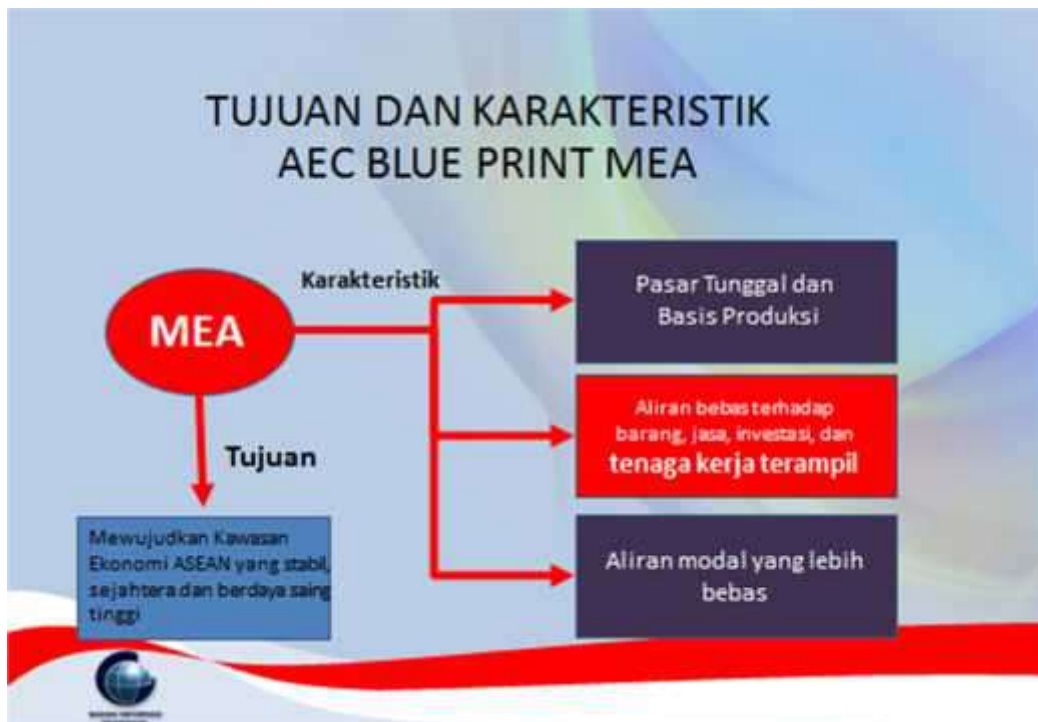 TUJUAN DAN KARAKTERISTIK
AEC BLUE PRINT MEA
MEA
Karakteristik
Pasar Tunggal dan
Basis Produksi
Aliran bebas terhadap
barang, jasa, investasi, dan
tenaga kerja terampil
Aliran modal yang lebih
bebas
Tujuan
Mewujudkan Kawasan
Ekonomi ASEAN yang stabil,
sejahtera dan berdaya saing
tinggi